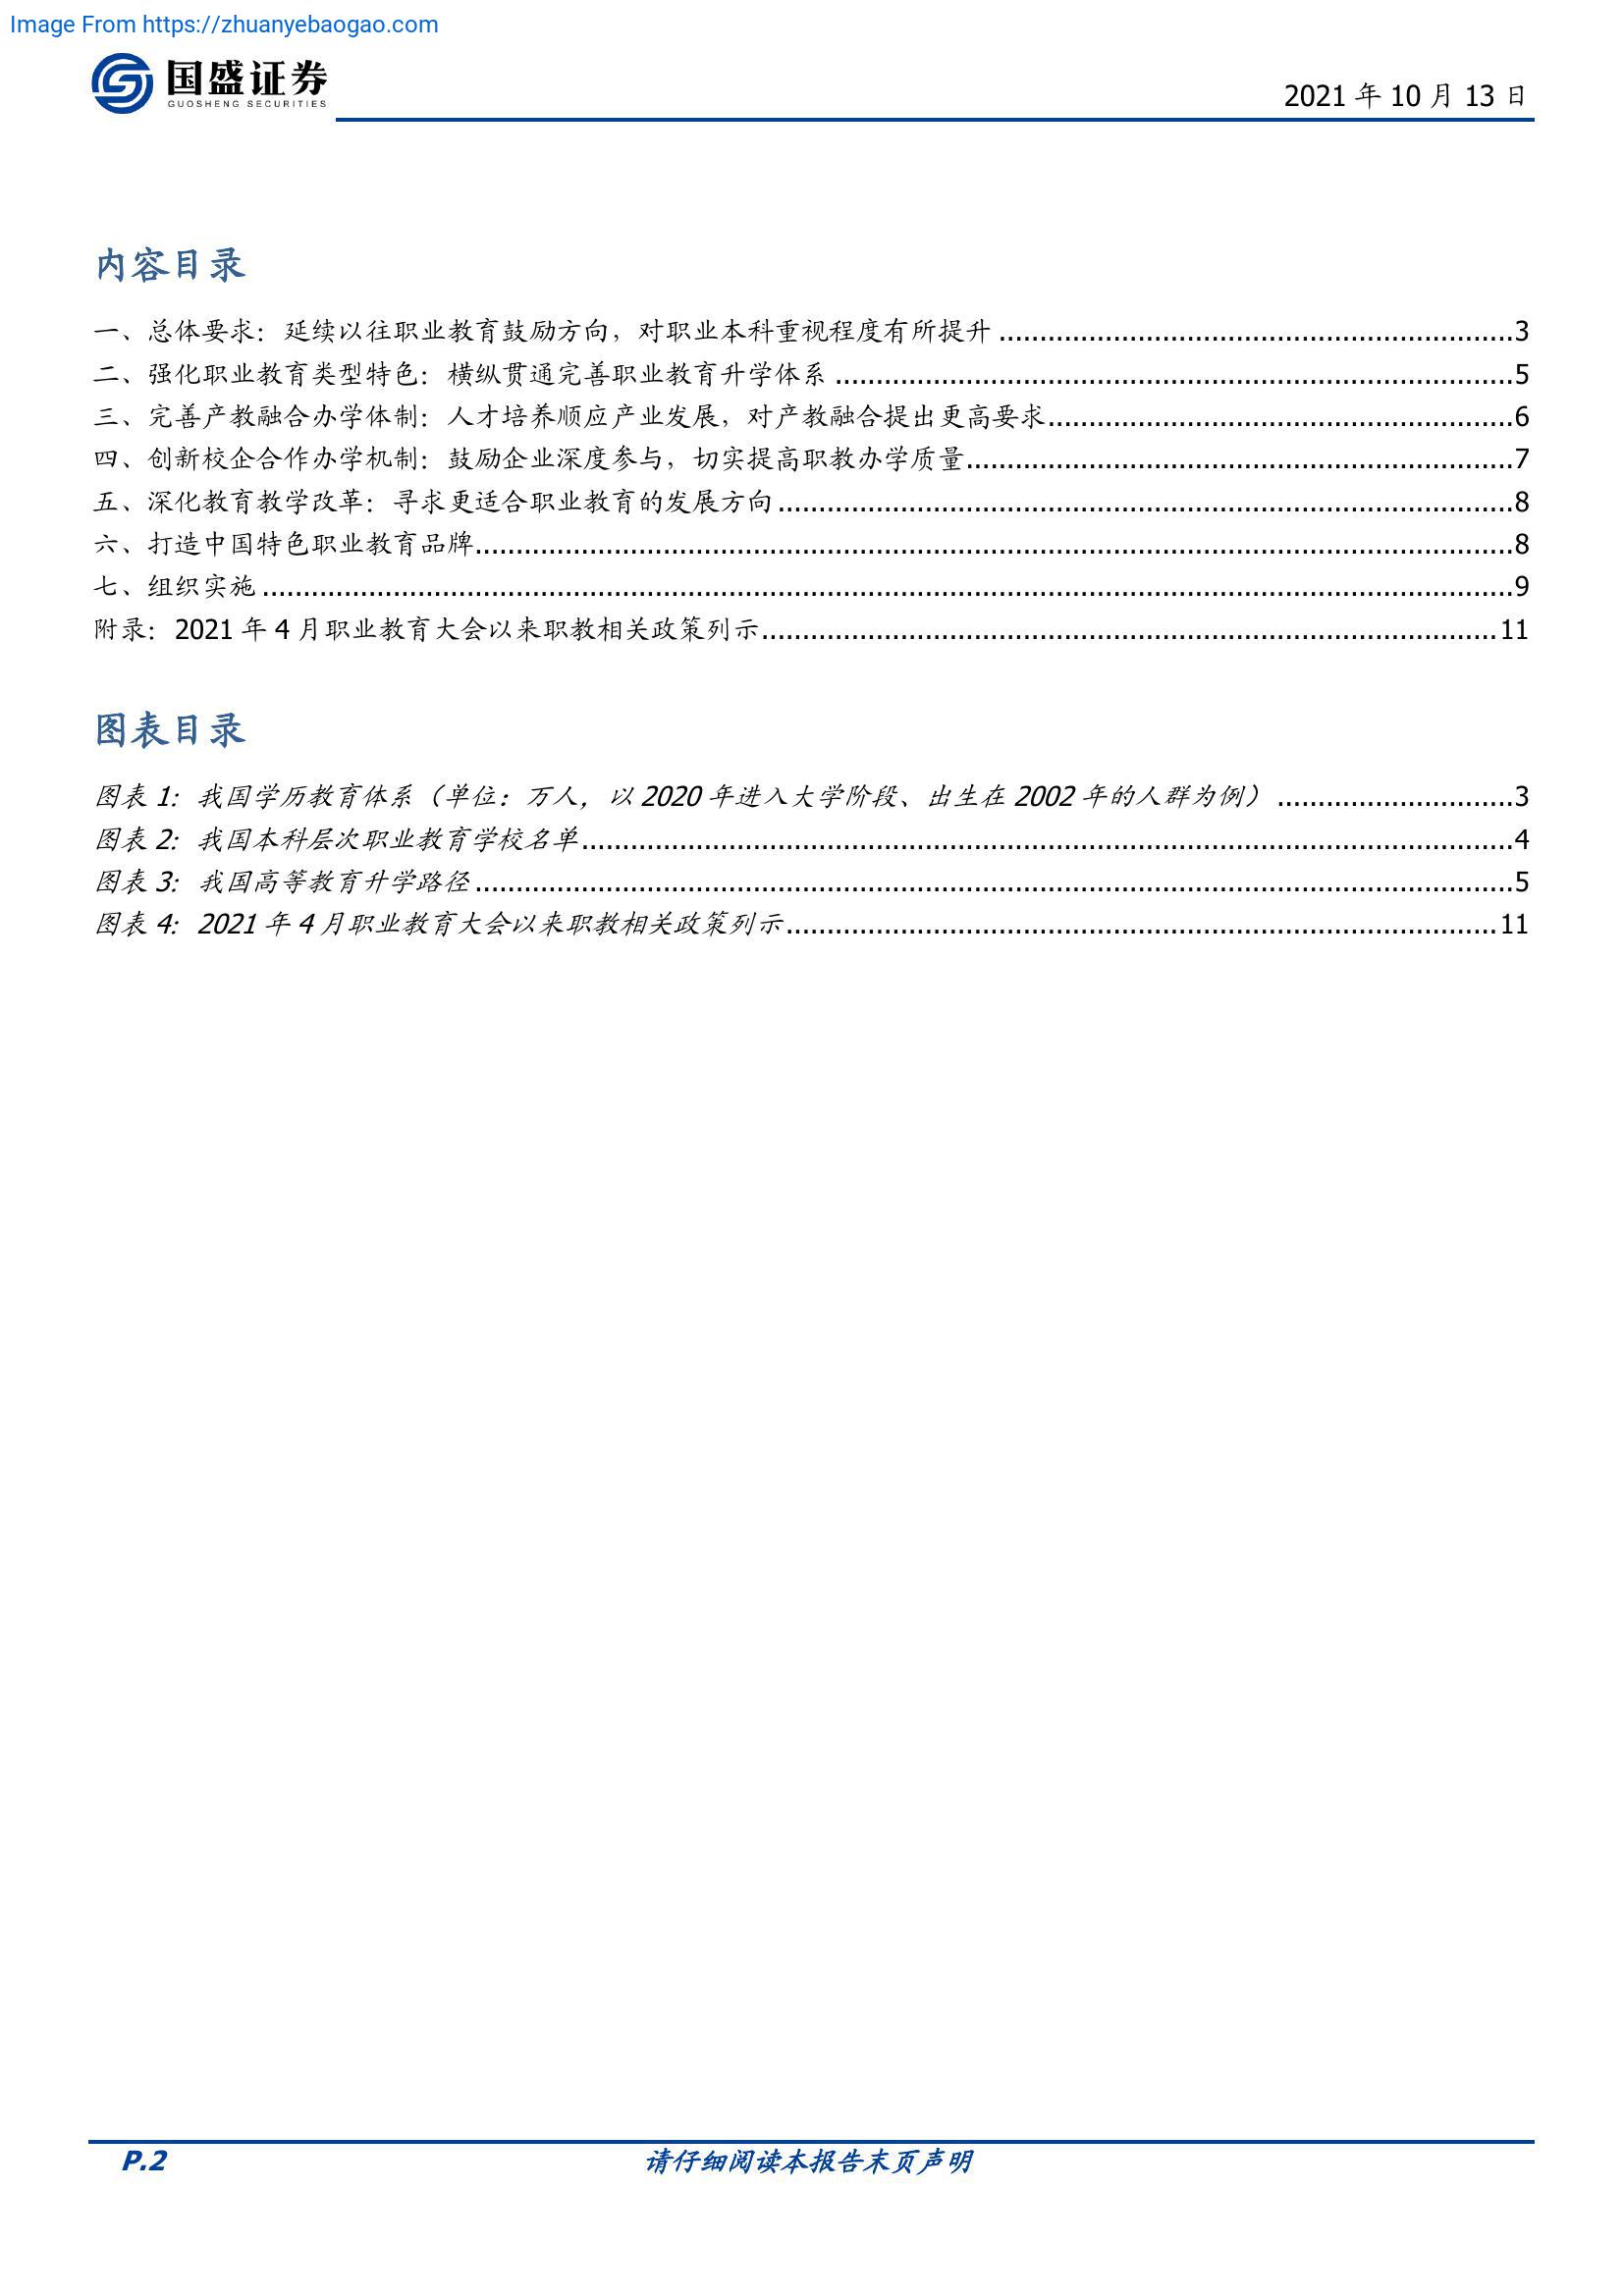 Image From https://zhuanyebaogao.com
国盛证券
GUOSHENG SECURITIES
2021 年 10 月 13 日
内容目录
一、总体要求：延续以往职业教育鼓励方向，对职业本科重视程度有所提升 ...............................................................3
二、强化职业教育类型特色：横纵贯通完善职业教育升学体系 ...................................................................................5
三、完善产教融合办学体制：人才培养顺应产业发展，对产教融合提出更高要求.........................................................6
四、创新校企合作办学机制：鼓励企业深度参与，切实提高职教办学质量...................................................................7
五、深化教育教学改革：寻求更适合职业教育的发展方向 ..........................................................................................8
六、打造中国特色职业教育品牌...............................................................................................................................8
七、组织实施 .........................................................................................................................................................9
附录：2021 年 4 月职业教育大会以来职教相关政策列示..........................................................................................11
图表目录
图表 1：我国学历教育体系（单位：万人，以 2020 年进入大学阶段、出生在 2002 年的人群为例） .............................3
图表 2：我国本科层次职业教育学校名单..................................................................................................................4
图表 3：我国高等教育升学路径 ...............................................................................................................................5
图表 4：2021 年 4 月职业教育大会以来职教相关政策列示.......................................................................................11
P.2
请仔细阅读本报告末页声明